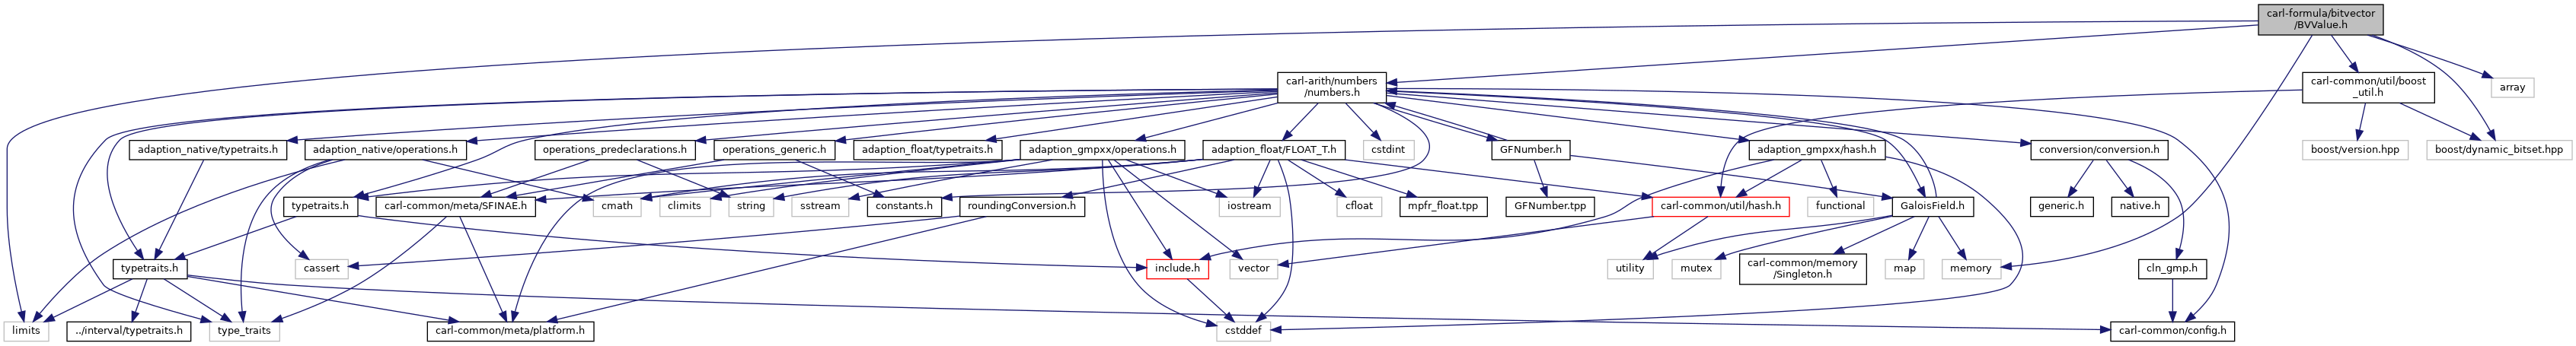 carl-formula/bitvector
/BVValue.h
carl-arith/numbers
/numbers.h
carl-common/util/boost
_util.h
array
adaption_native/typetraits.h
adaption_native/operations.h
operations_predeclarations.h
operations_generic.h
adaption_float/typetraits.h
adaption_gmpxx/operations.h
adaption_float/FLOAT_T.h
cstdint
GFNumber.h
adaption_gmpxx/hash.h
conversion/conversion.h
boost/version.hpp
boost/dynamic_bitset.hpp
typetraits.h
carl-common/meta/SFINAE.h
cmath
climits
string
sstream
constants.h
roundingConversion.h
iostream
cfloat
mpfr_float.tpp
GFNumber.tpp
carl-common/util/hash.h
functional
GaloisField.h
generic.h
native.h
typetraits.h
cassert
include.h
vector
utility
mutex
carl-common/memory
/Singleton.h
map
memory
cln_gmp.h
limits
../interval/typetraits.h
type_traits
carl-common/meta/platform.h
cstddef
carl-common/config.h